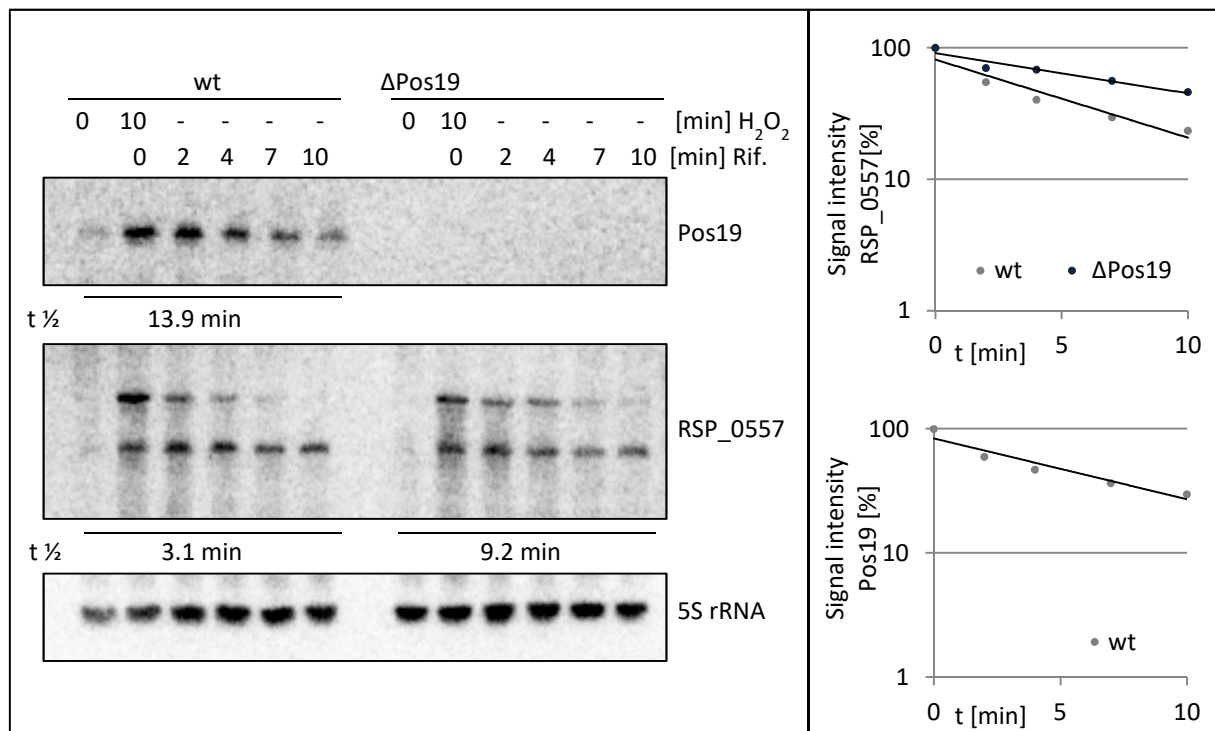 wt ΔPos19
0 10 - - - - 0 10 - - - - [min] H₂O₂
0 2 4 7 10 0 2 4 7 10 [min] Rif.
Pos19
t ½ 13.9 min
RSP_0557
t ½ 3.1 min 9.2 min
5S rRNA
Signal intensity
RSP_0557[%]
100
10
1
wt ΔPos19
0 5 10
t [min]
Signal intensity
Pos19 [%]
100
10
1
wt
0 5 10
t [min]